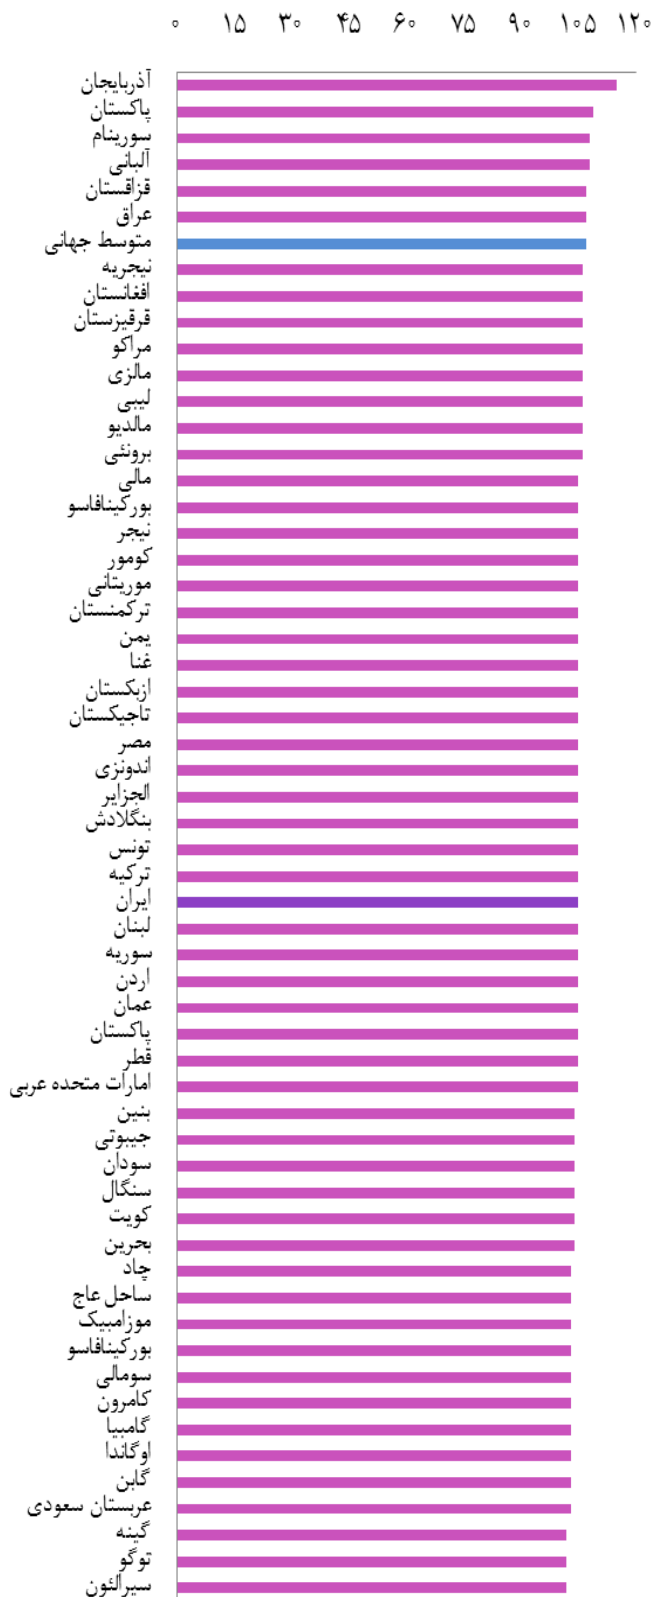 ۰ ۱۵ ۳۰ ۴۵ ۶۰ ۷۵ ۹۰ ۱۰۵ ۱۲۰
آذربایجان
پاکستان
سورینام
آلبانی
قزاقستان
عراق
متوسط جهانی
نیجریه
افغانستان
قرقیزستان
مراکو
مالزی
لیبی
مالدیو
برونئی
مالی
بورکینافاسو
نیجر
کومور
موریتانی
ترکمنستان
یمن
غنا
ازبکستان
تاجیکستان
مصر
اندونزی
الجزایر
بنگلادش
تونس
ترکیه
ایران
لبنان
سوریه
اردن
عمان
پاکستان
قطر
امارات متحده عربی
بنین
جیبوتی
سودان
سنگال
کویت
بحرین
چاد
ساحل عاج
موزامبیک
بورکینافاسو
سومالی
کامرون
گامبیا
اوگاندا
گابن
عربستان سعودی
گینه
توگو
سیرالئون